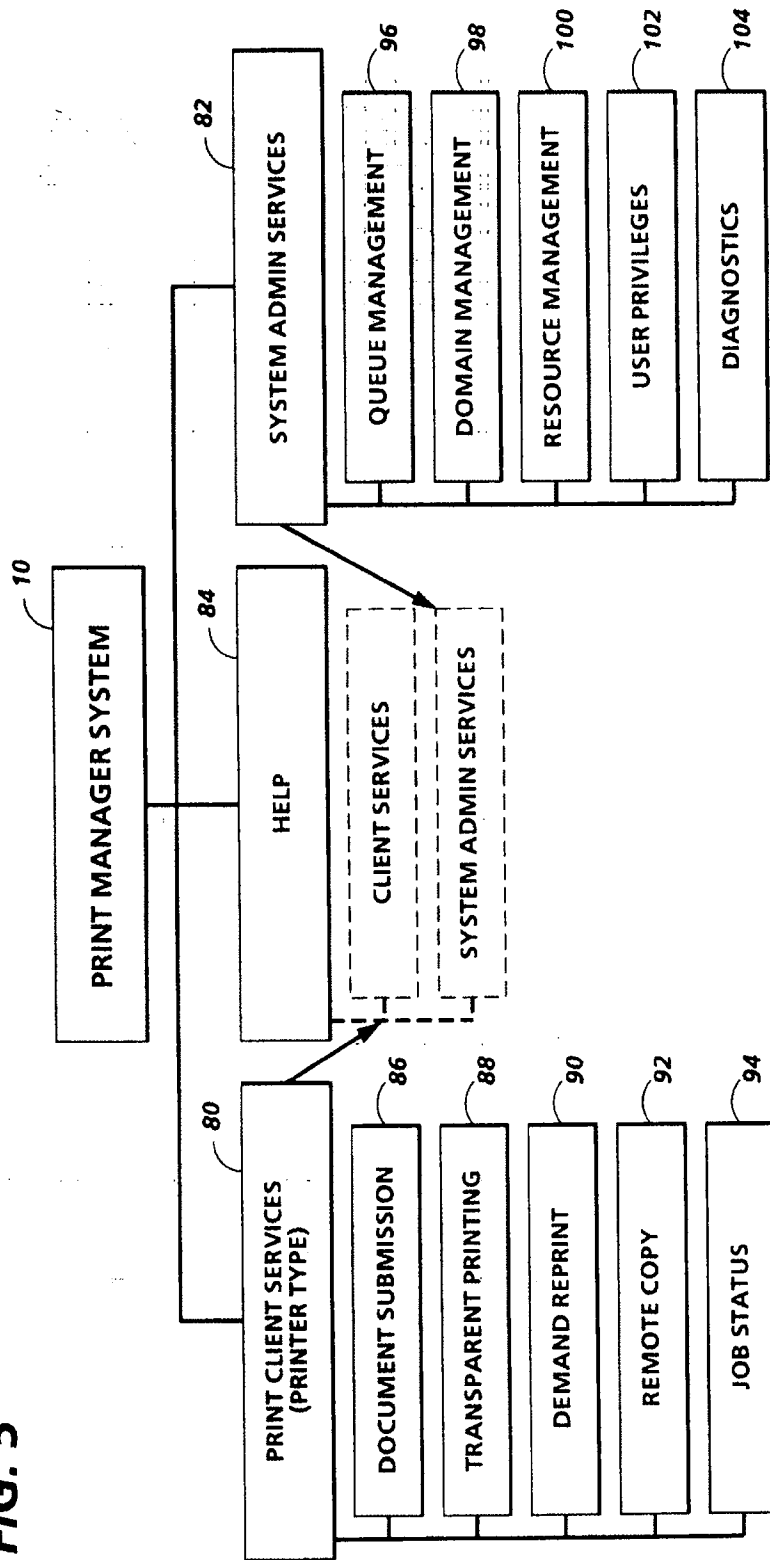 FIG. 5
10
PRINT MANAGER SYSTEM
80
PRINT CLIENT SERVICES
(PRINTER TYPE)
84
HELP
82
SYSTEM ADMIN SERVICES
86
DOCUMENT SUBMISSION
88
TRANSPARENT PRINTING
90
DEMAND REPRINT
92
REMOTE COPY
94
JOB STATUS
CLIENT SERVICES
SYSTEM ADMIN SERVICES
96
QUEUE MANAGEMENT
98
DOMAIN MANAGEMENT
100
RESOURCE MANAGEMENT
102
USER PRIVILEGES
104
DIAGNOSTICS